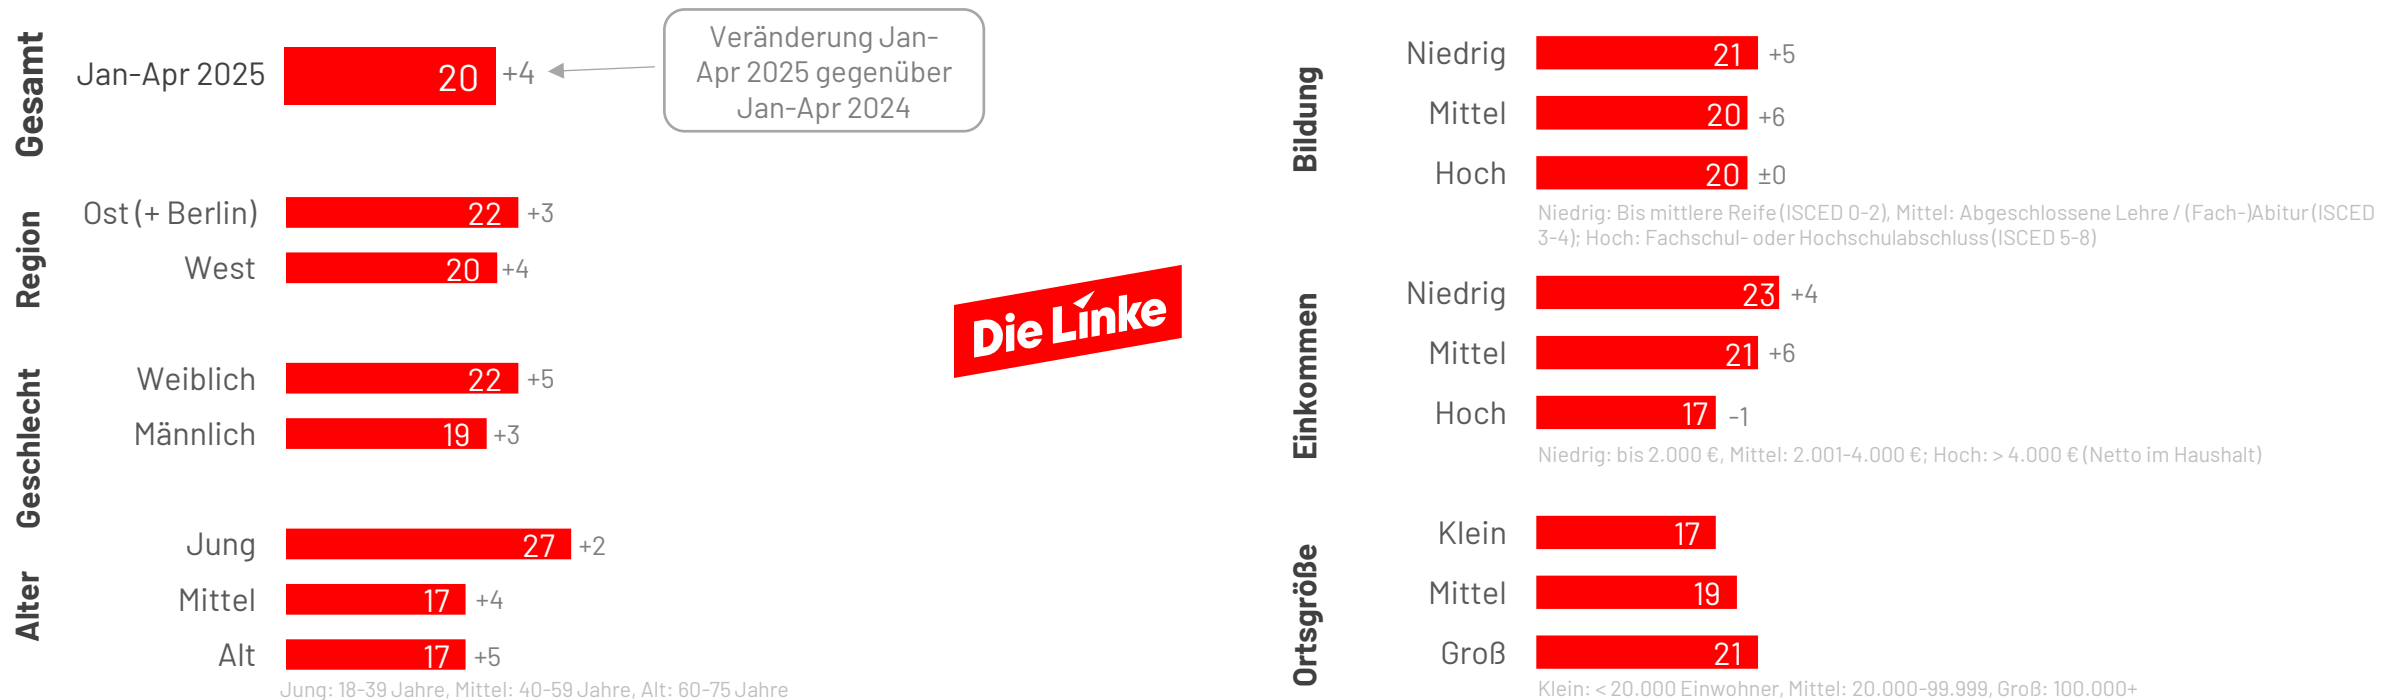 Gesamt
Jan-Apr 2025 20 +4
Veränderung Jan-
Apr 2025 gegenüber
Jan-Apr 2024
Region
Ost (+ Berlin) 22 +3
West 20 +4
Geschlecht
Weiblich 22 +5
Männlich 19 +3
Alter
Jung 27 +2
Mittel 17 +4
Alt 17 +5
Jung: 18-39 Jahre, Mittel: 40-59 Jahre, Alt: 60-75 Jahre
Die Linke
Bildung
Niedrig 21 +5
Mittel 20 +6
Hoch 20 ±0
Niedrig: Bis mittlere Reife (ISCED 0-2), Mittel: Abgeschlossene Lehre / (Fach-)Abitur (ISCED
3-4); Hoch: Fachschul- oder Hochschulabschluss (ISCED 5-8)
Einkommen
Niedrig 23 +4
Mittel 21 +6
Hoch 17 -1
Niedrig: bis 2.000 €, Mittel: 2.001-4.000 €; Hoch: > 4.000 € (Netto im Haushalt)
Ortsgröße
Klein 17
Mittel 19
Groß 21
Klein: < 20.000 Einwohner, Mittel: 20.000-99.999, Groß: 100.000+